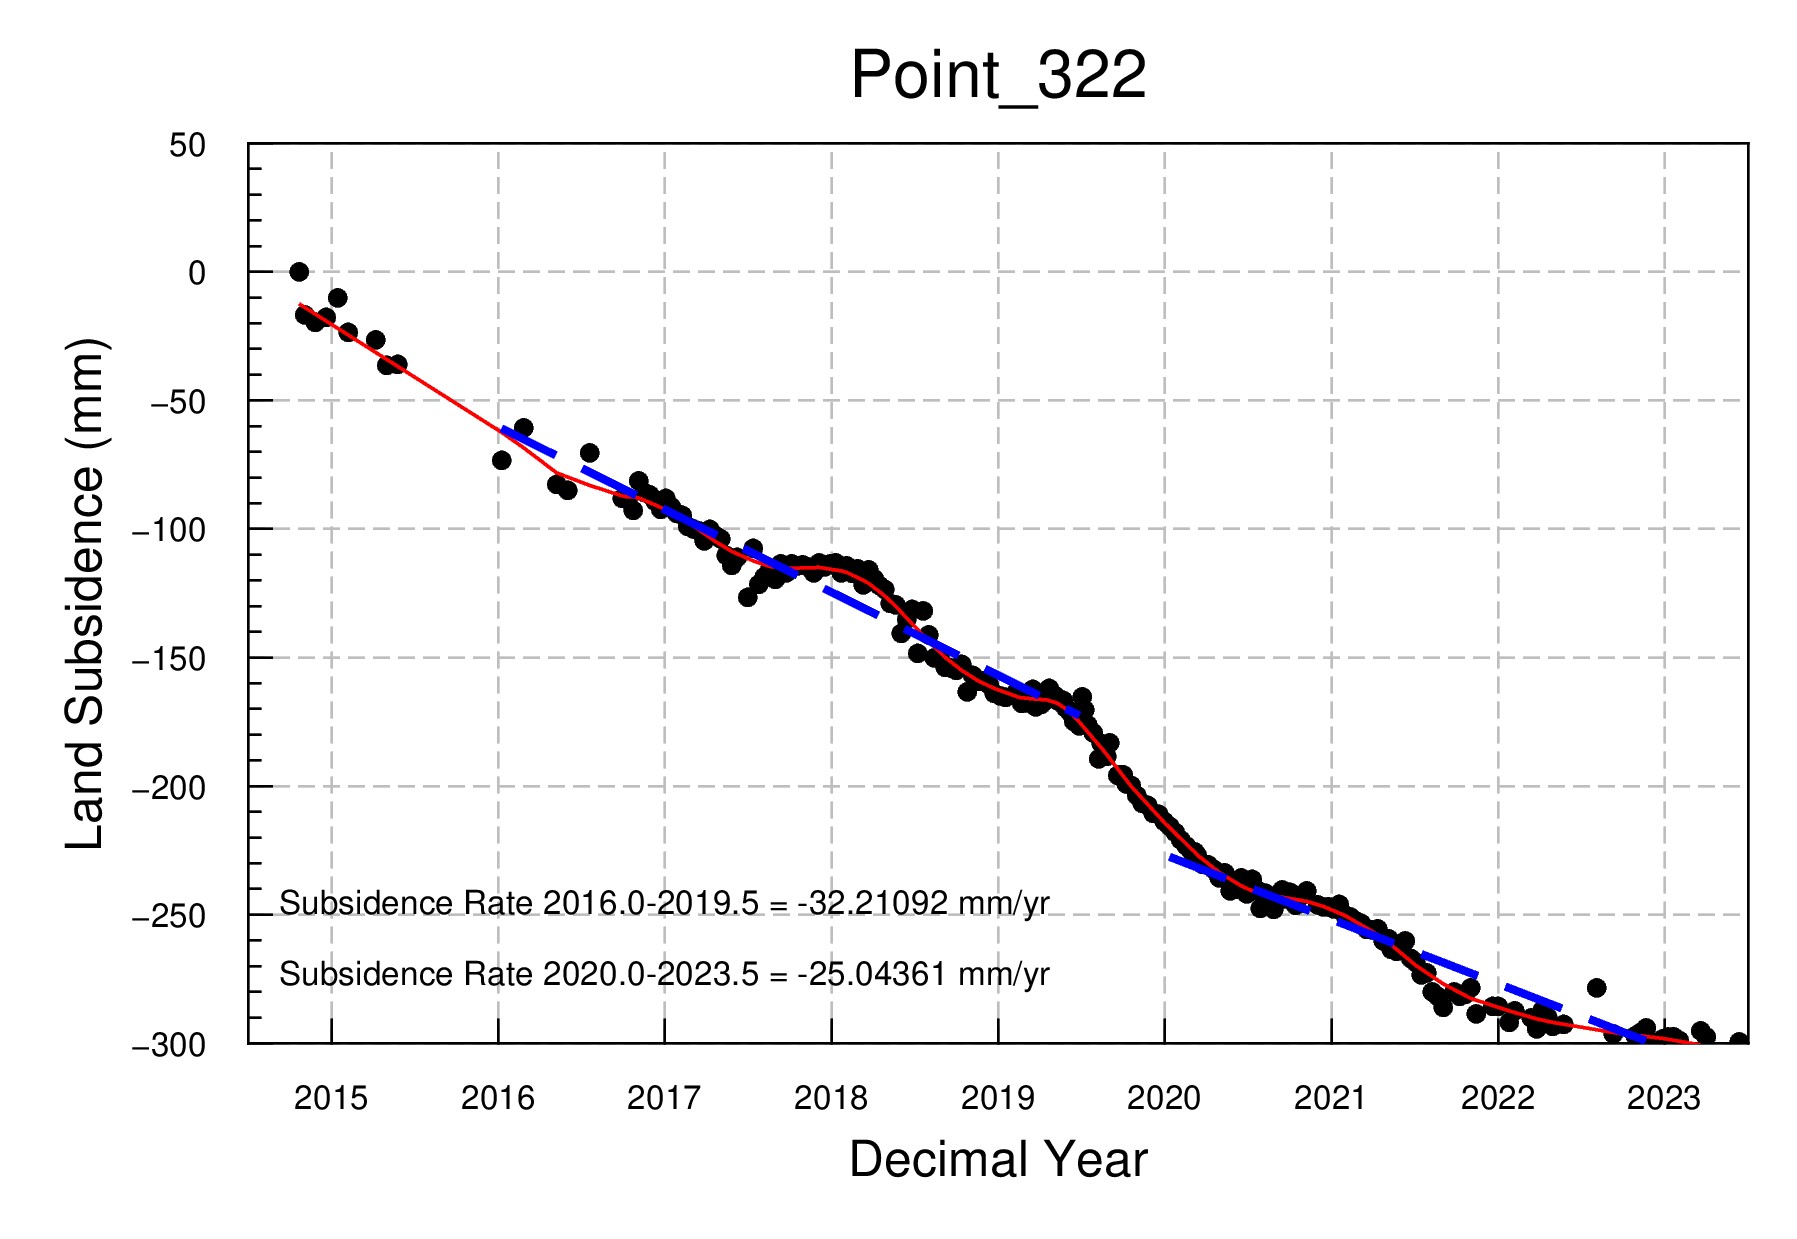 Point_322
50
0
−50
−100
−150
−200
−250
−300
Land Subsidence (mm)
Subsidence Rate 2016.0-2019.5 = -32.21092 mm/yr
Subsidence Rate 2020.0-2023.5 = -25.04361 mm/yr
2015 2016 2017 2018 2019 2020 2021 2022 2023
Decimal Year